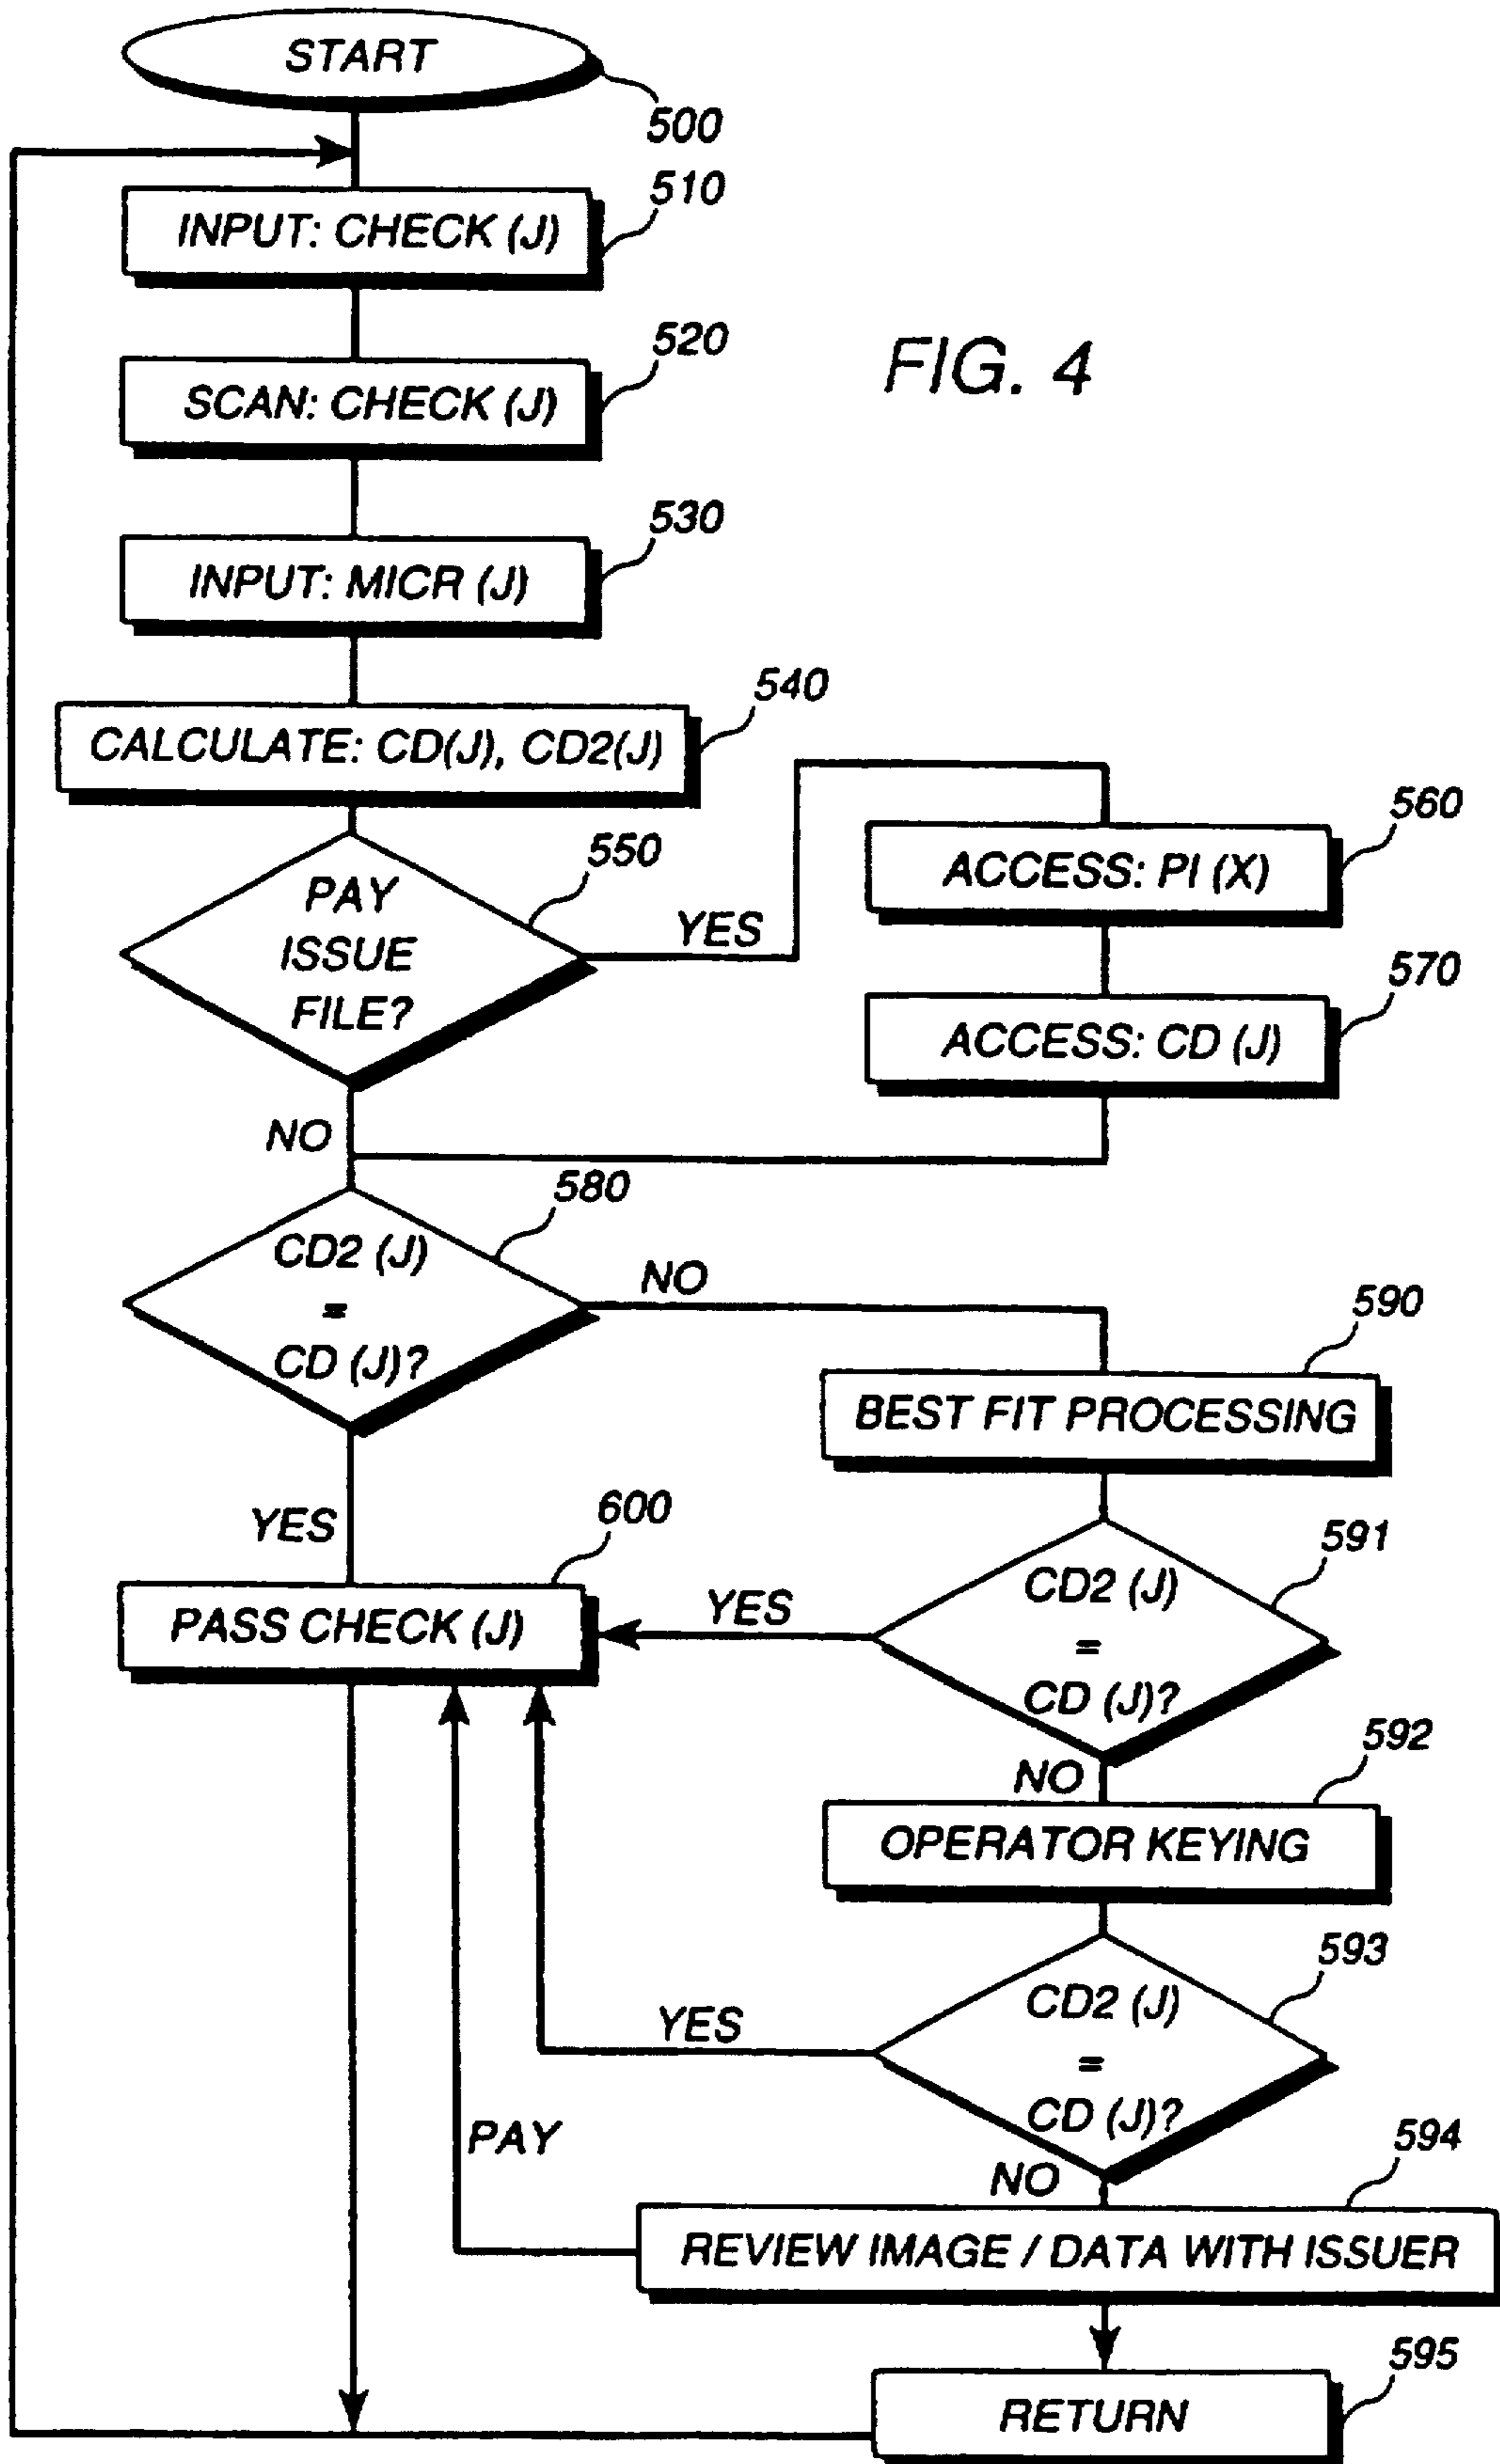 START
500
510
INPUT: CHECK (J)
520
FIG. 4
SCAN: CHECK (J)
530
INPUT: MICR (J)
540
CALCULATE: CD(J), CD2(J)
550
560
PAY
ISSUE
FILE?
YES
ACCESS: PI (X)
570
ACCESS: CD (J)
NO
580
CD2 (J)
=
CD (J)?
NO
590
BEST FIT PROCESSING
YES
600
591
PASS CHECK (J)
YES
CD2 (J)
=
CD (J)?
592
NO
OPERATOR KEYING
593
YES
CD2 (J)
=
CD (J)?
PAY
594
NO
REVIEW IMAGE / DATA WITH ISSUER
595
RETURN